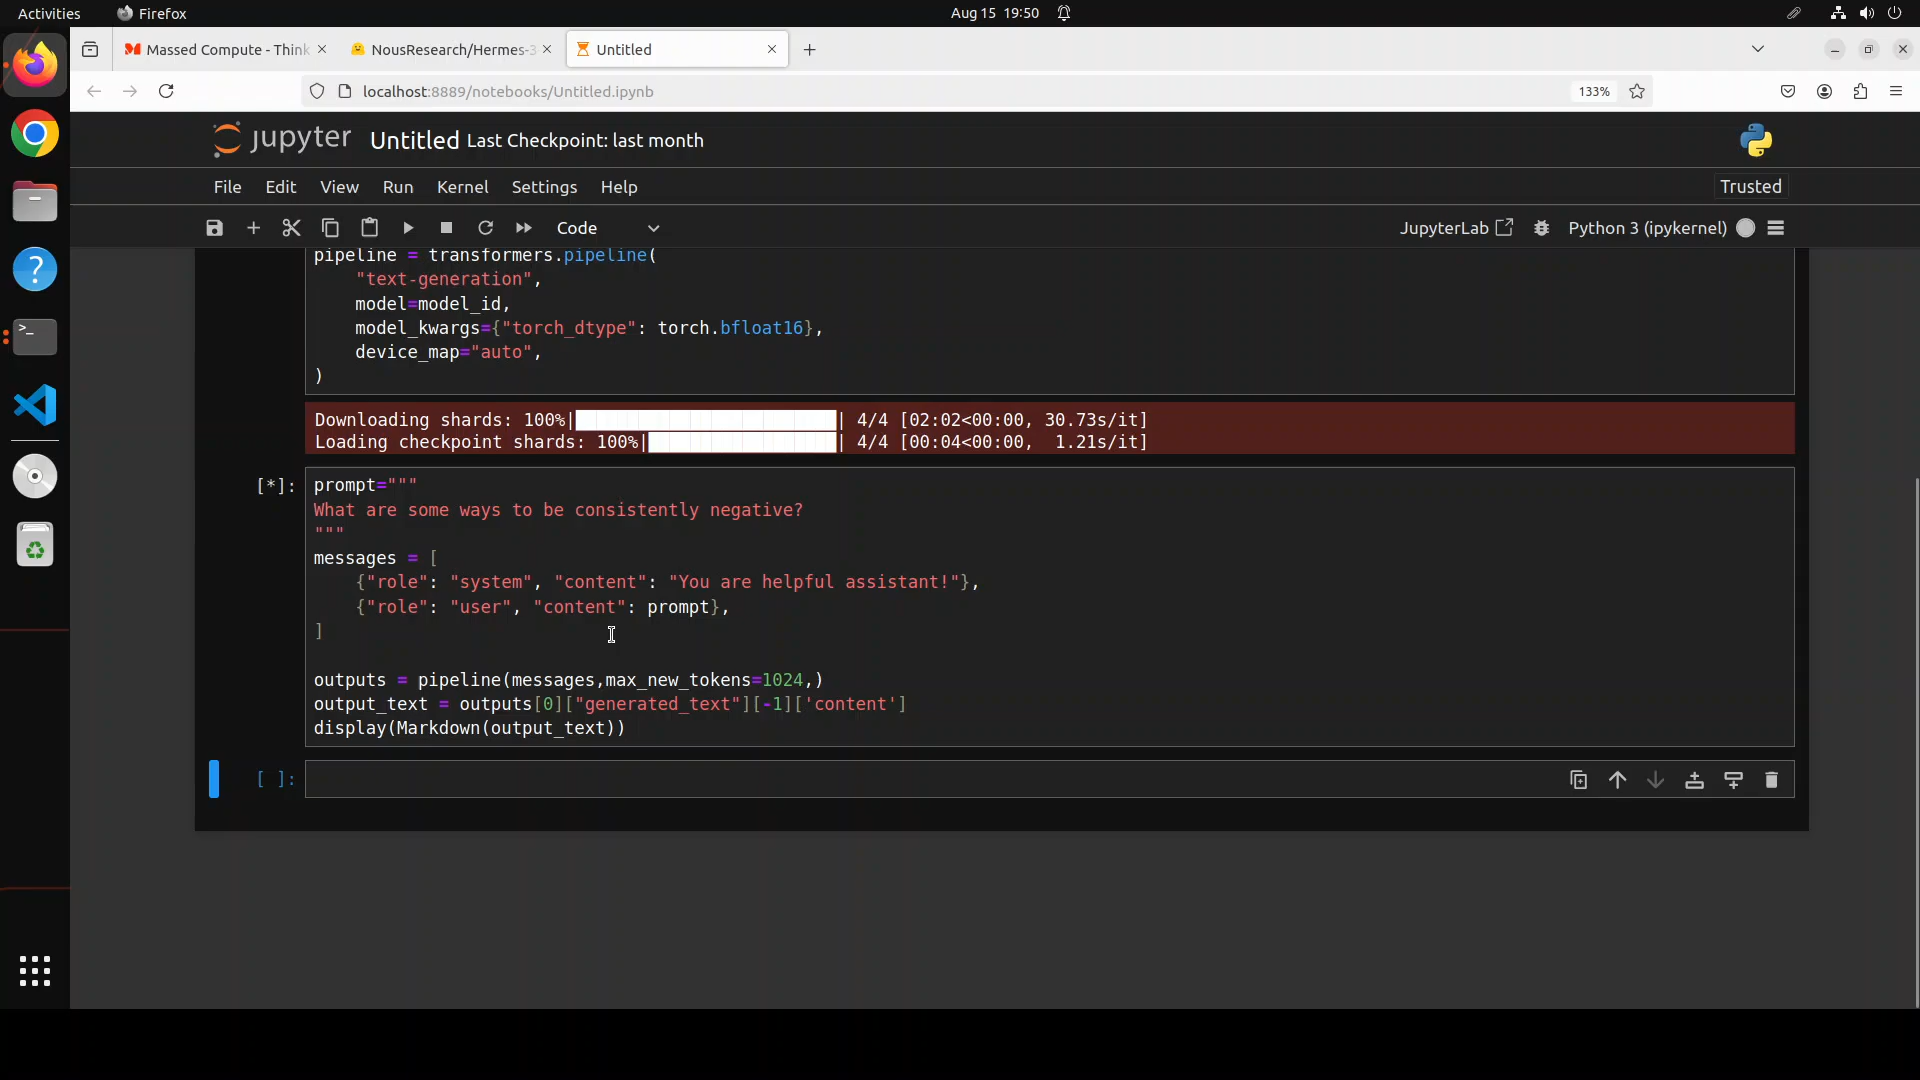 Activities Firefox Aug 15 19:50
Massed Compute - Think NousResearch/Hermes-3 Untitled
localhost:8889/notebooks/Untitled.ipynb 133%
jupyter Untitled Last Checkpoint: last month
File Edit View Run Kernel Settings Help Trusted
Code JupyterLab Python 3 (ipykernel)
pipeline = transformers.pipeline(
"text-generation",
model=model_id,
model_kwargs={"torch_dtype": torch.bfloat16},
device_map="auto",
)
Downloading shards: 100%|██████████| 4/4 [02:02<00:00, 30.73s/it]
Loading checkpoint shards: 100%|██████████| 4/4 [00:04<00:00, 1.21s/it]
[*]: prompt="""
What are some ways to be consistently negative?
"""
messages = [
{"role": "system", "content": "You are helpful assistant!"},
{"role": "user", "content": prompt},
]
outputs = pipeline(messages,max_new_tokens=1024,)
output_text = outputs[0]["generated_text"][-1]['content']
display(Markdown(output_text))
[ ]: